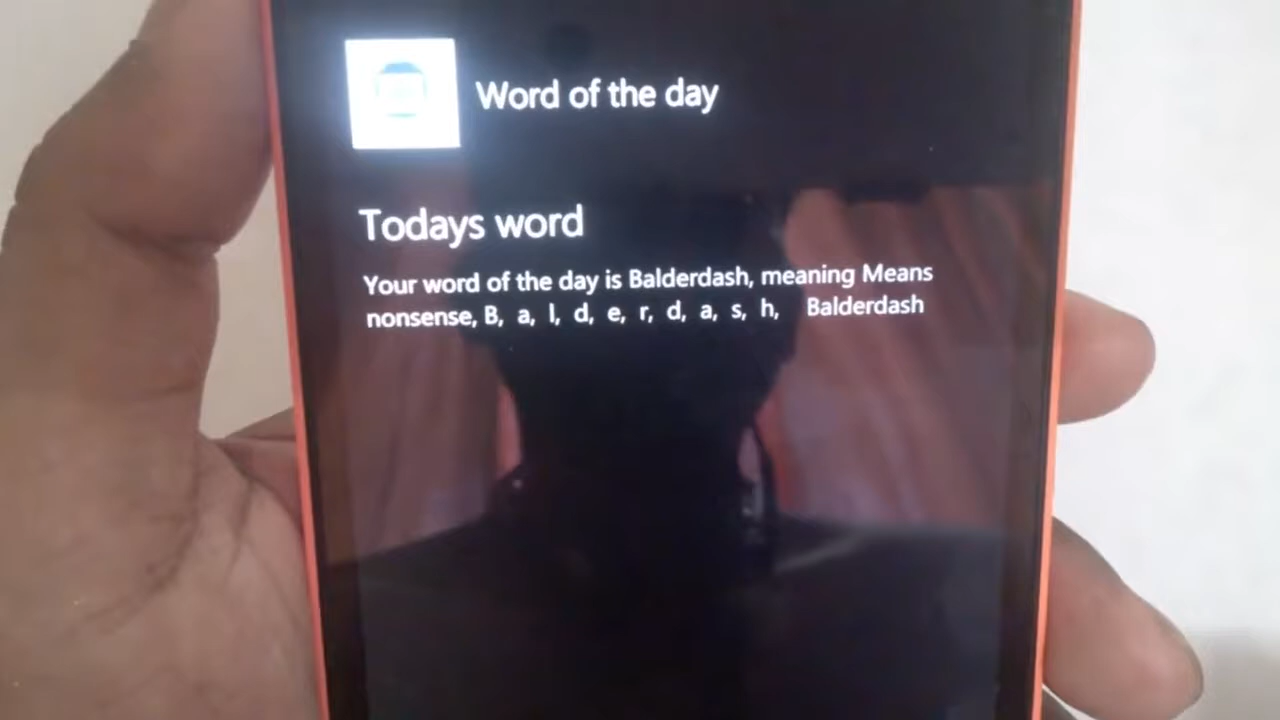 Word of the day
Todays word
Your word of the day is Balderdash, meaning Means
nonsense, B, a, l, d, e, r, d, a, s, h, Balderdash